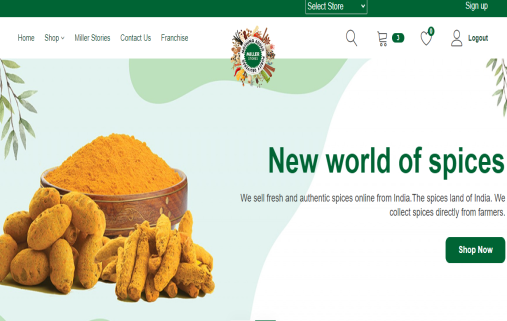 Select Store
Sign up
Home Shop Miller Stories Contact Us Franchise
MILLER
3
0
Logout
New world of spices
We sell fresh and authentic spices online from India.The spices land of India. We
collect spices directly from farmers.
Shop Now